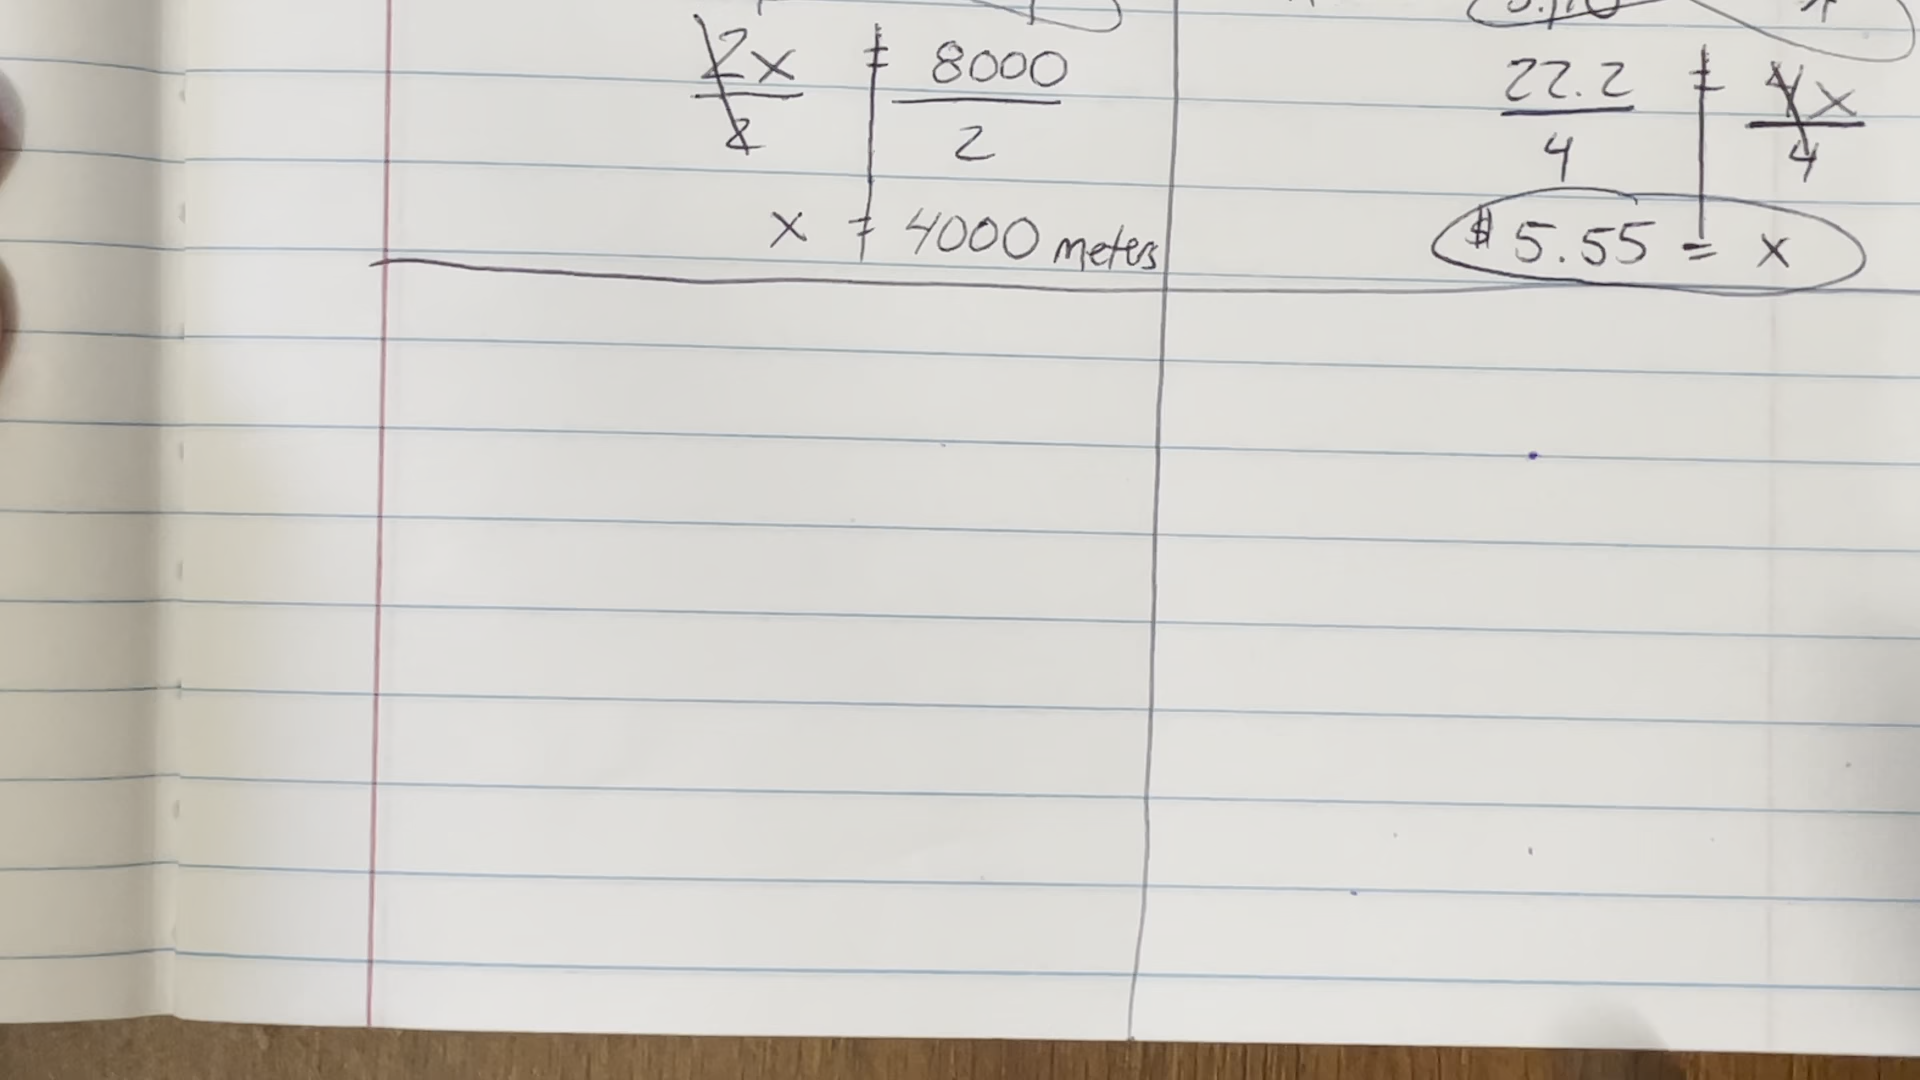 2x = 8000
2 2
x = 4000 meters
22.2 = 4x
4 4
$5.55 = x